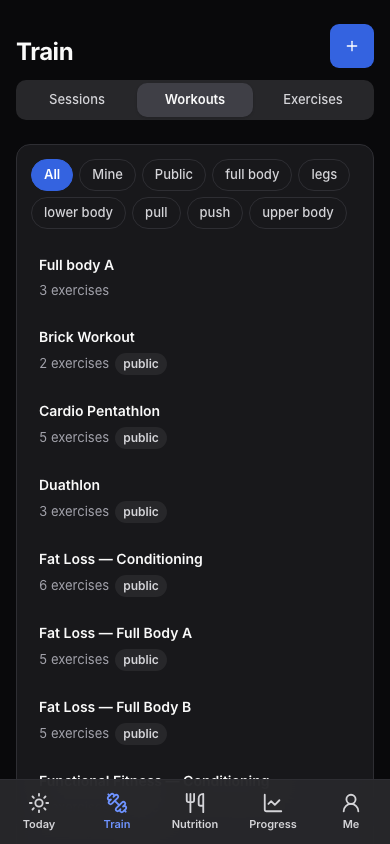 Train
+
Sessions Workouts Exercises
All Mine Public full body legs
lower body pull push upper body
Full body A
3 exercises
Brick Workout
2 exercises public
Cardio Pentathlon
5 exercises public
Duathlon
3 exercises public
Fat Loss — Conditioning
6 exercises public
Fat Loss — Full Body A
5 exercises public
Fat Loss — Full Body B
5 exercises public
Functional Fitness — Conditioning
Today Train Nutrition Progress Me